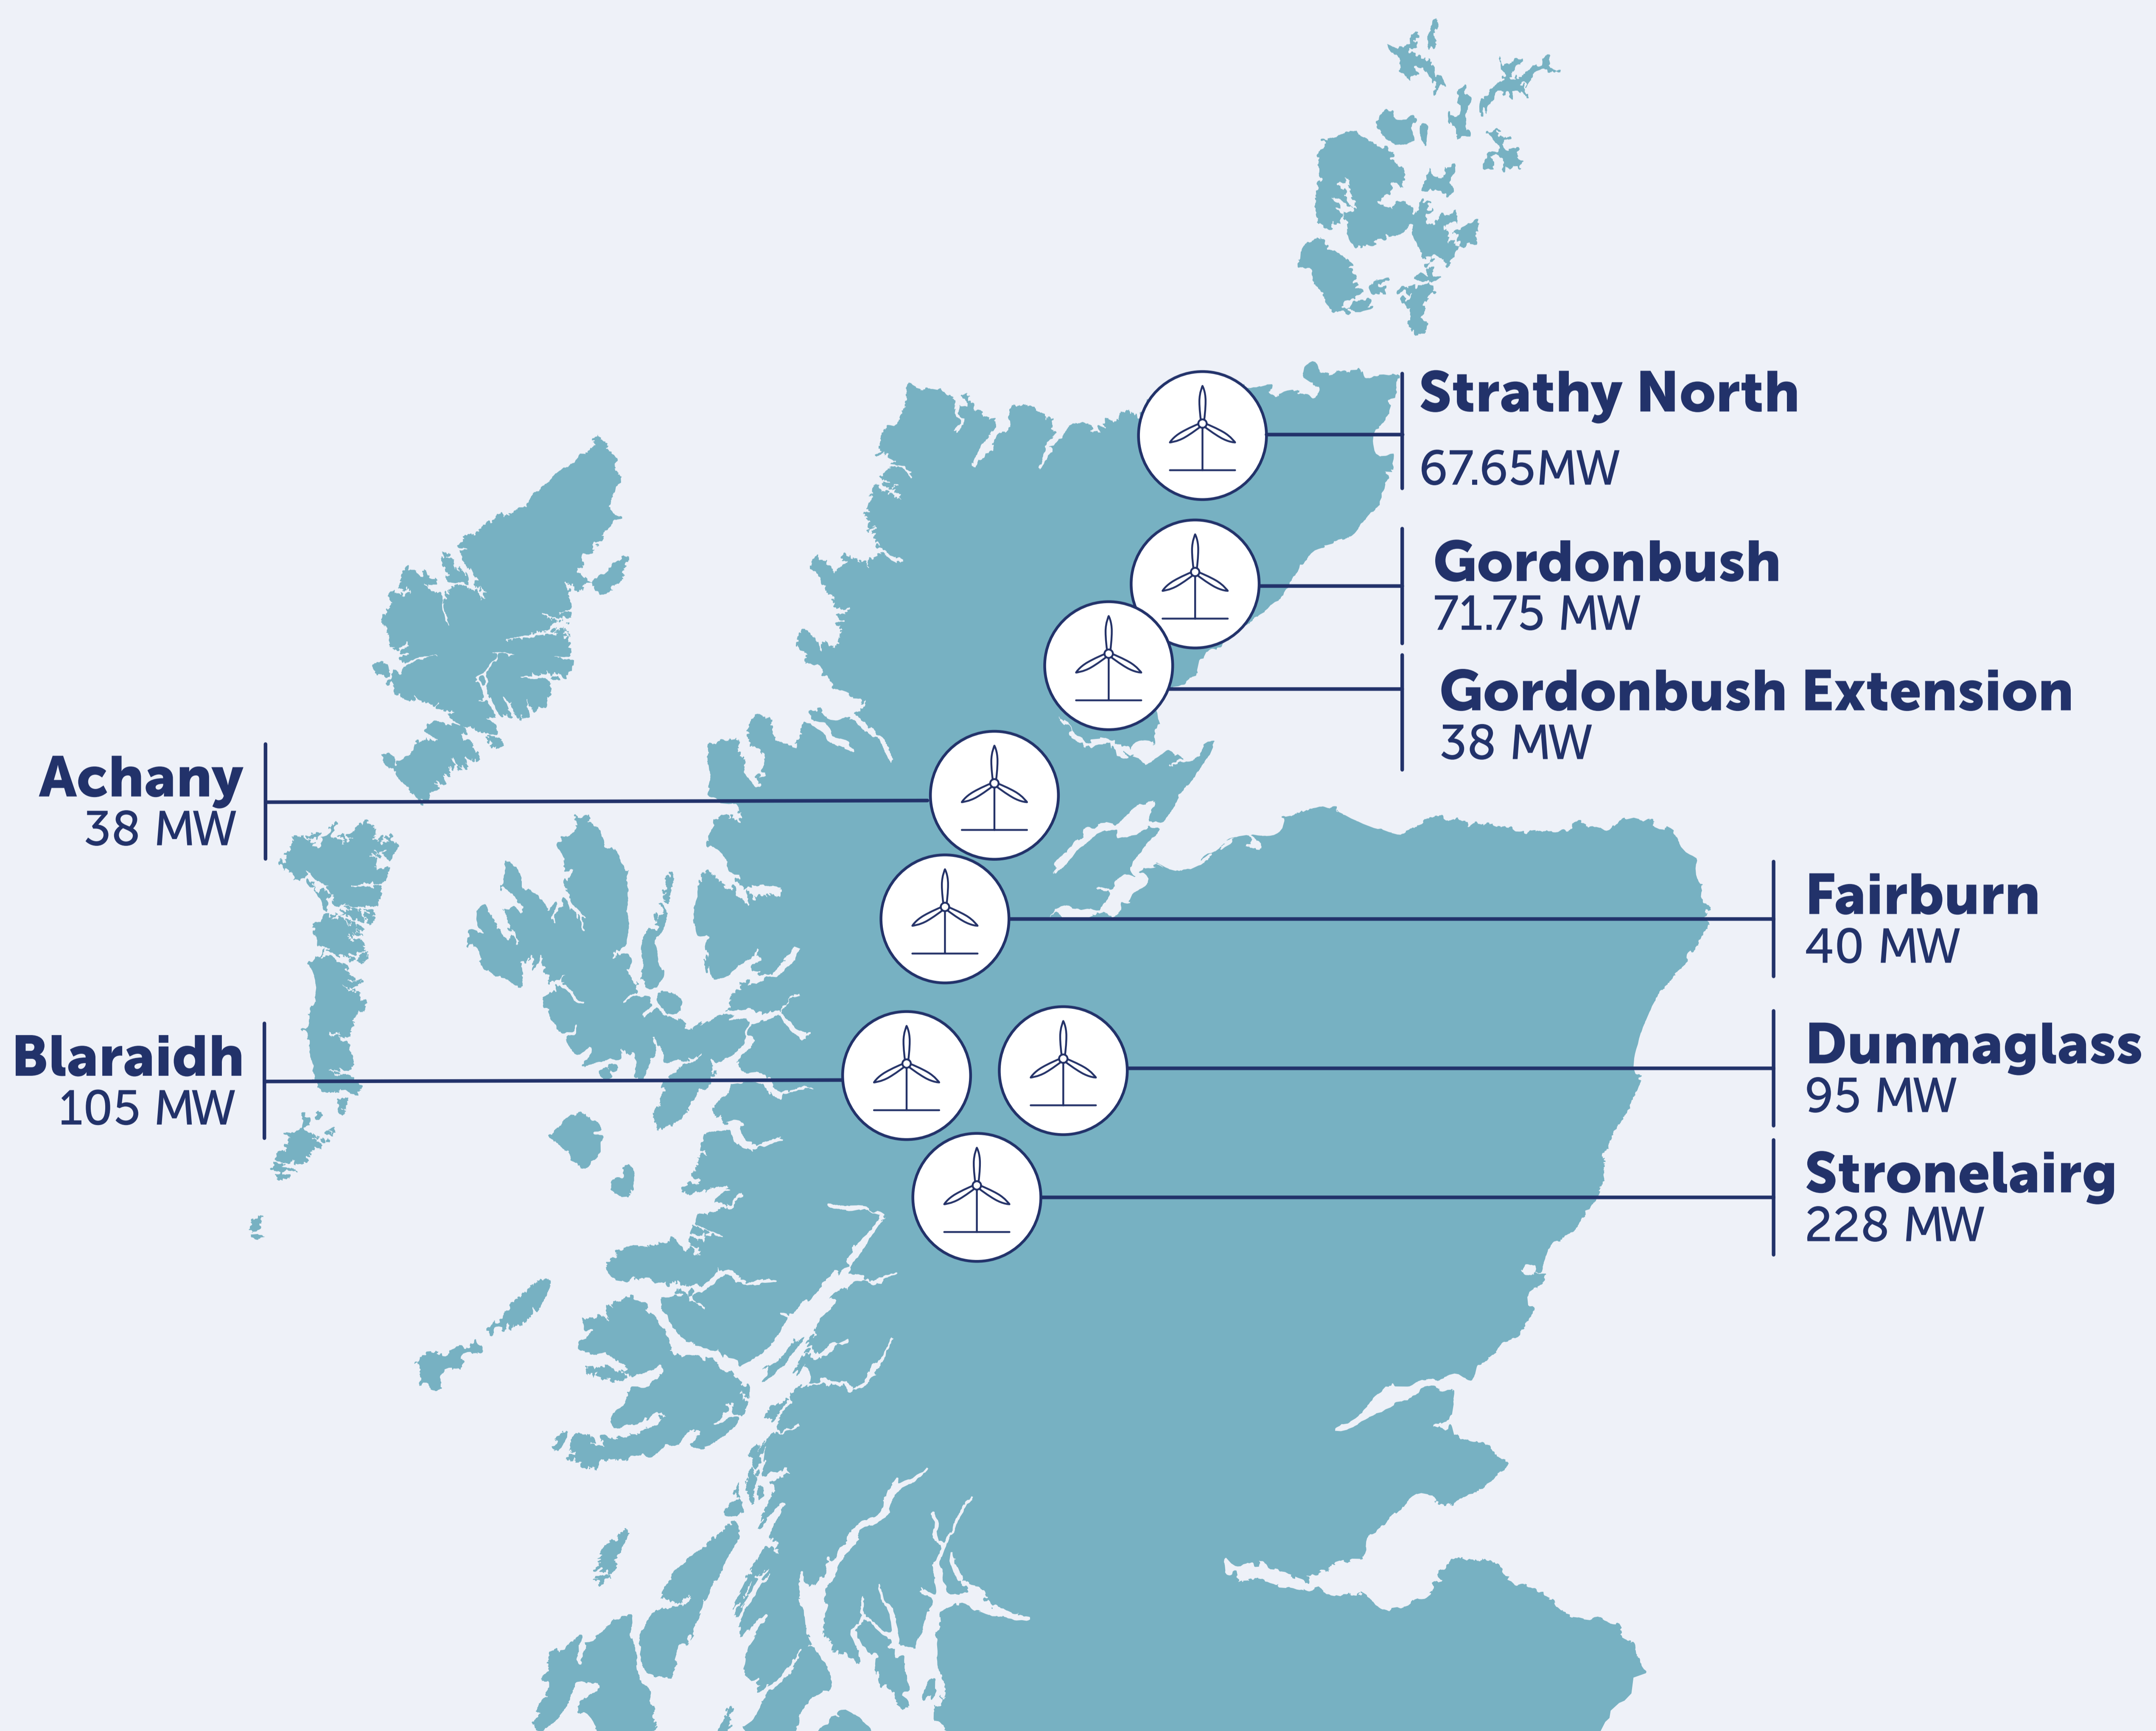 Strathy North
67.65MW
Gordonbush
71.75 MW
Gordonbush Extension
38 MW
Achany
38 MW
Fairburn
40 MW
Blaraidh
105 MW
Dunmaglass
95 MW
Stronelairg
228 MW